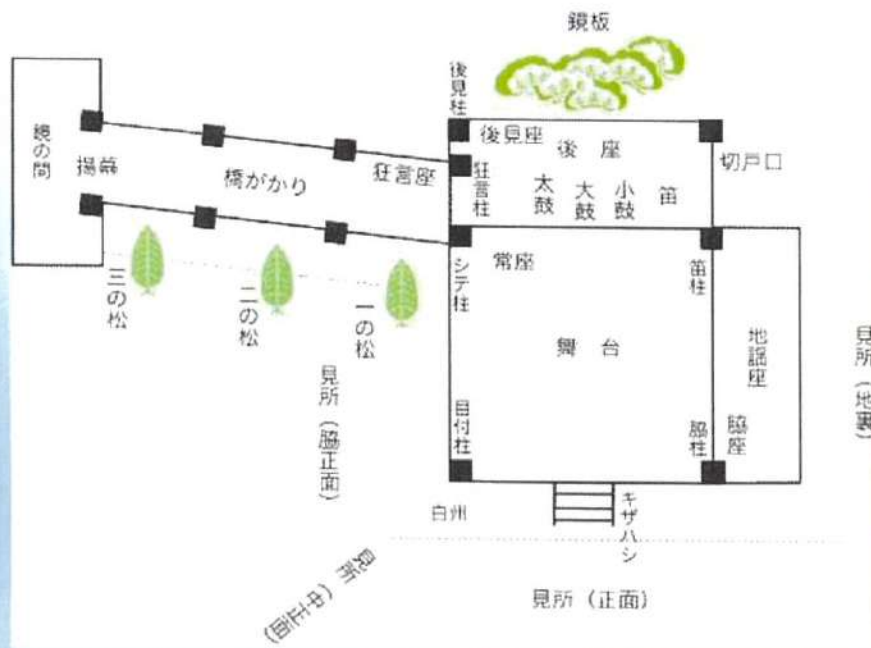 鏡板
後見柱
後見座
後座
切戸口
鏡の間
揚幕
橋がかり
狂言座
狂言柱
太鼓
大鼓
小鼓
笛
シテ柱
常座
笛柱
三の松
二の松
一の松
舞台
地謡座
見所（地裏）
見所（脇正面）
目付柱
脇柱
脇座
白州
キザハシ
見所（中正面）
見所（正面）